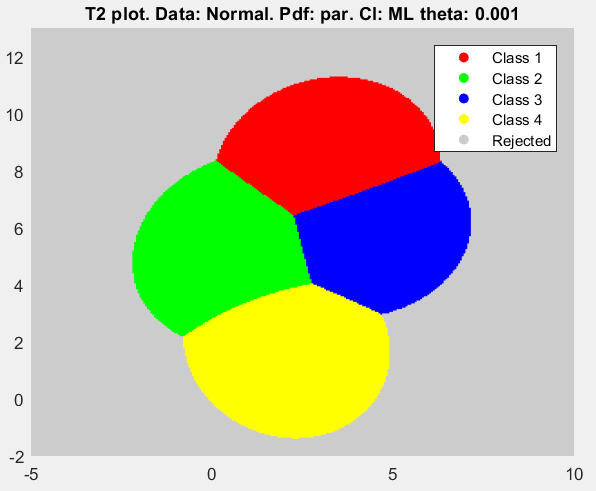 T2 plot. Data: Normal. Pdf: par. Cl: ML theta: 0.001
12
10
8
6
4
2
0
-2
-5
0
5
10
Class 1
Class 2
Class 3
Class 4
Rejected